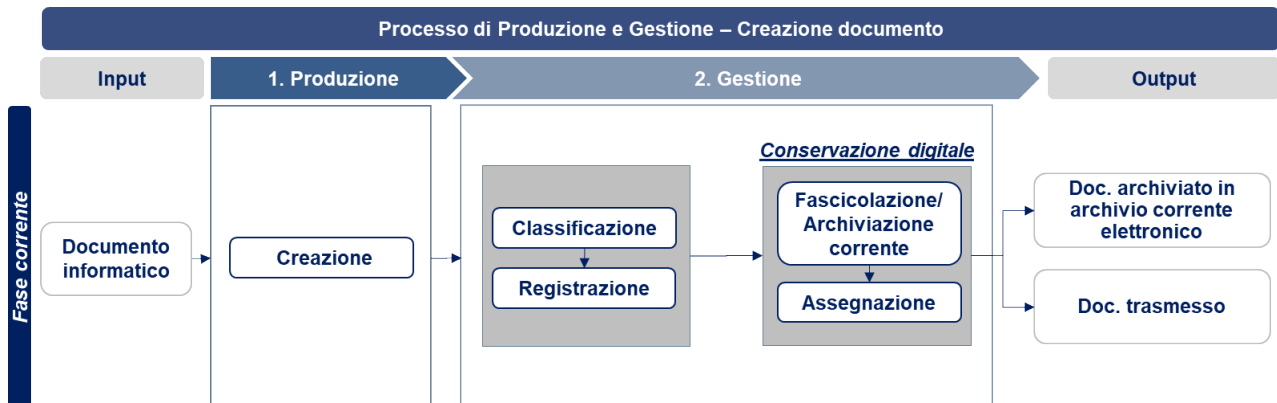 Processo di Produzione e Gestione – Creazione documento
Input
1. Produzione
2. Gestione
Output
Fase corrente
Documento
informatico
Creazione
Classificazione
Registrazione
Conservazione digitale
Fascicolazione/
Archiviazione
corrente
Assegnazione
Doc. archiviato in
archivio corrente
elettronico
Doc. trasmesso